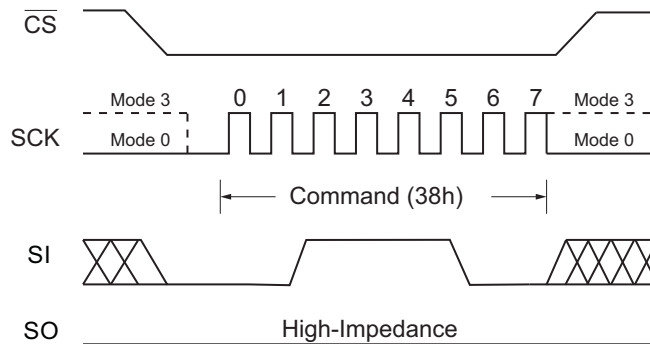 CS
Mode 3 0 1 2 3 4 5 6 7 Mode 3
SCK Mode 0 Mode 0
Command (38h)
SI
High-Impedance
SO